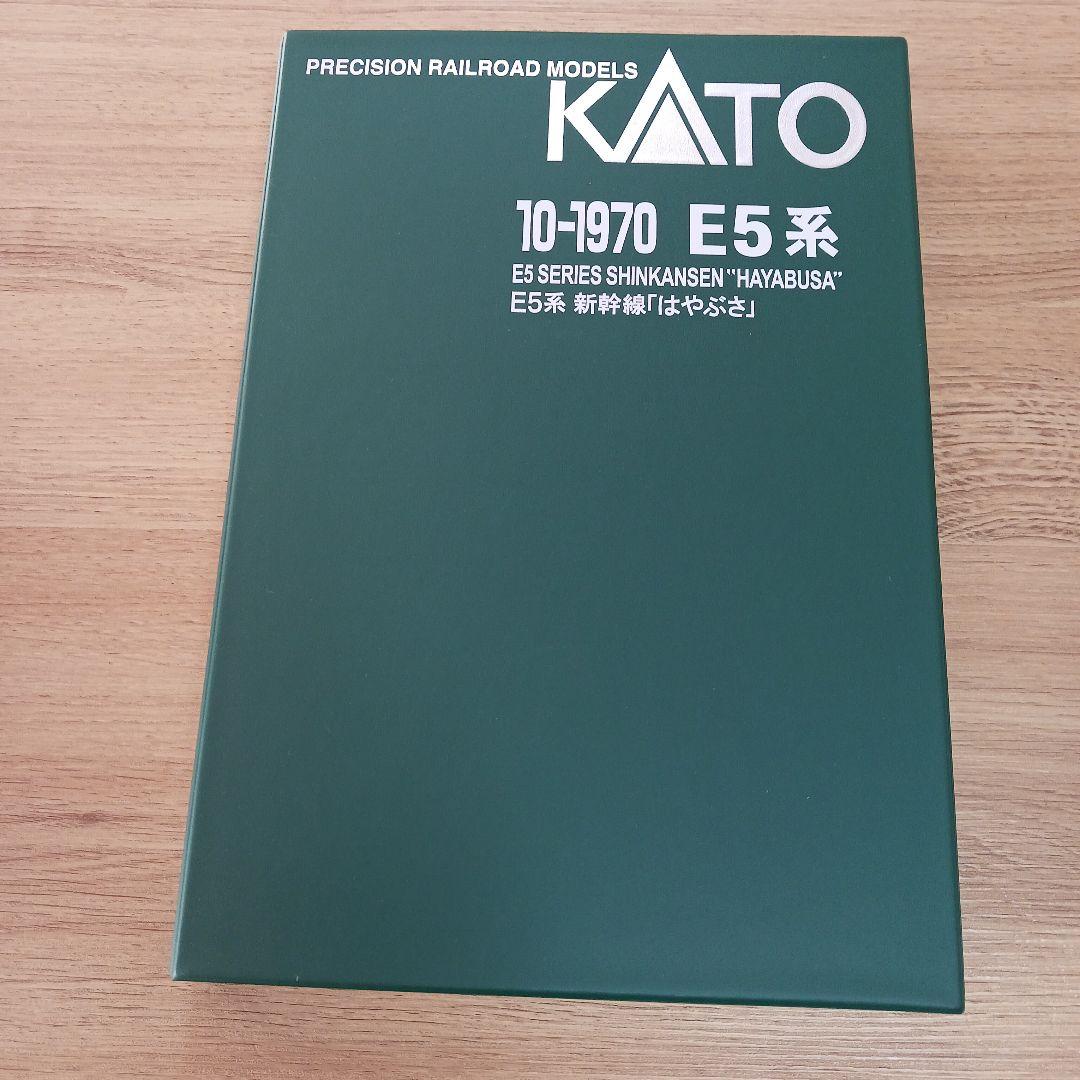 PRECISION RAILROAD MODELS
KATO
10-1970 E5系
E5 SERIES SHINKANSEN "HAYABUSA"
E5系 新幹線「はやぶさ」